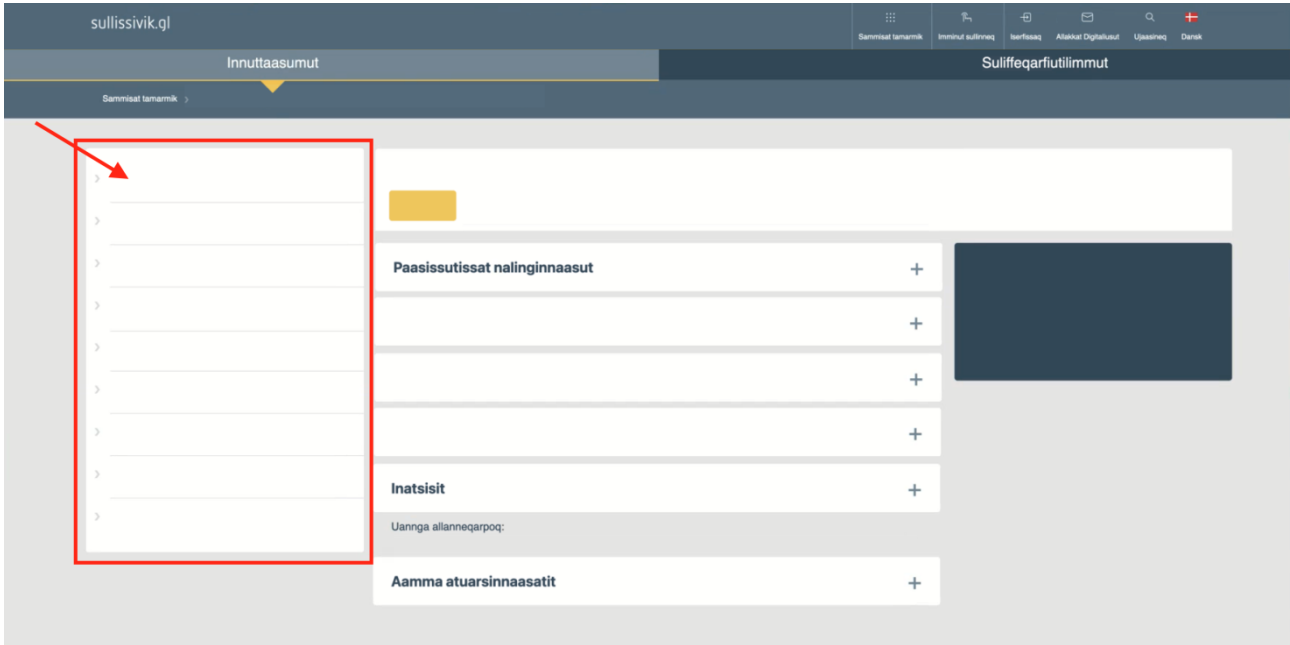 sullissivik.gl
Sammisat tamarmik
Imminut sullinneq
Iserfissaq
Allakkat Digitaliusut
Ujaasineq
Dansk
Innuttaasumut
Suliffeqarfiutilimmut
Sammisat tamarmik
Paasissutissat nalinginnaasut
Inatsisit
Uannga allanneqarpoq:
Aamma atuarsinnaasatit